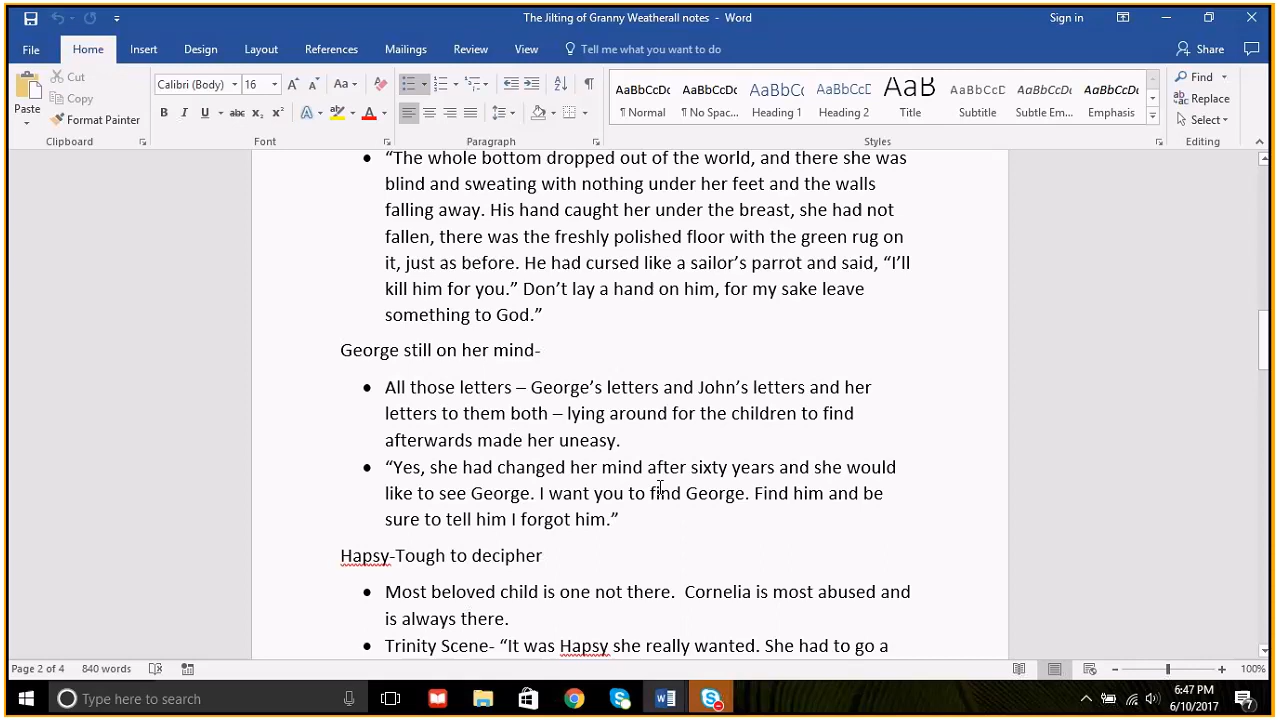 The Jilting of Granny Weatherall notes - Word
Sign in
File Home Insert Design Layout References Mailings Review View Tell me what you want to do Share
Paste
Cut
Copy
Format Painter
Clipboard
Calibri (Body) 16
Font
Paragraph
AaBbCcDc AaBbCcDc AaBbCc AaBbCcD AaB AaBbCcD AaBbCcDc AaBbCcDc
¶ Normal ¶ No Spac... Heading 1 Heading 2 Title Subtitle Subtle Em... Emphasis
Styles
Find
Replace
Select
Editing
• “The whole bottom dropped out of the world, and there she was
blind and sweating with nothing under her feet and the walls
falling away. His hand caught her under the breast, she had not
fallen, there was the freshly polished floor with the green rug on
it, just as before. He had cursed like a sailor’s parrot and said, “I’ll
kill him for you.” Don’t lay a hand on him, for my sake leave
something to God.”
George still on her mind-
• All those letters – George’s letters and John’s letters and her
letters to them both – lying around for the children to find
afterwards made her uneasy.
• “Yes, she had changed her mind after sixty years and she would
like to see George. I want you to find George. Find him and be
sure to tell him I forgot him.”
Hapsy-Tough to decipher
• Most beloved child is one not there.  Cornelia is most abused and
is always there.
• Trinity Scene- “It was Hapsy she really wanted. She had to go a
Page 2 of 4 840 words 100%
Type here to search
6:47 PM
6/10/2017
7